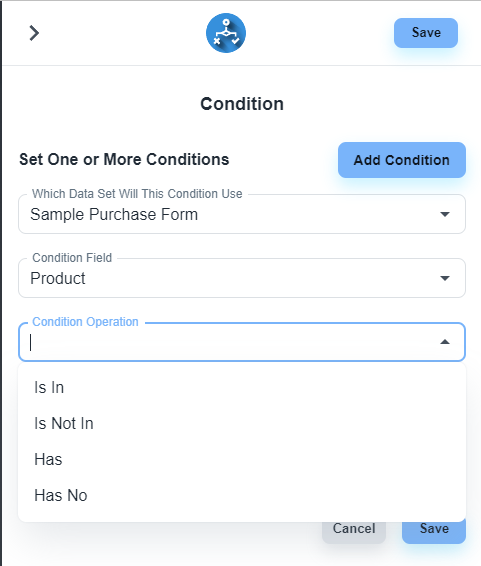 Save
Condition
Set One or More Conditions
Add Condition
Which Data Set Will This Condition Use
Sample Purchase Form
Condition Field
Product
Condition Operation
Is In
Is Not In
Has
Has No
Cancel
Save